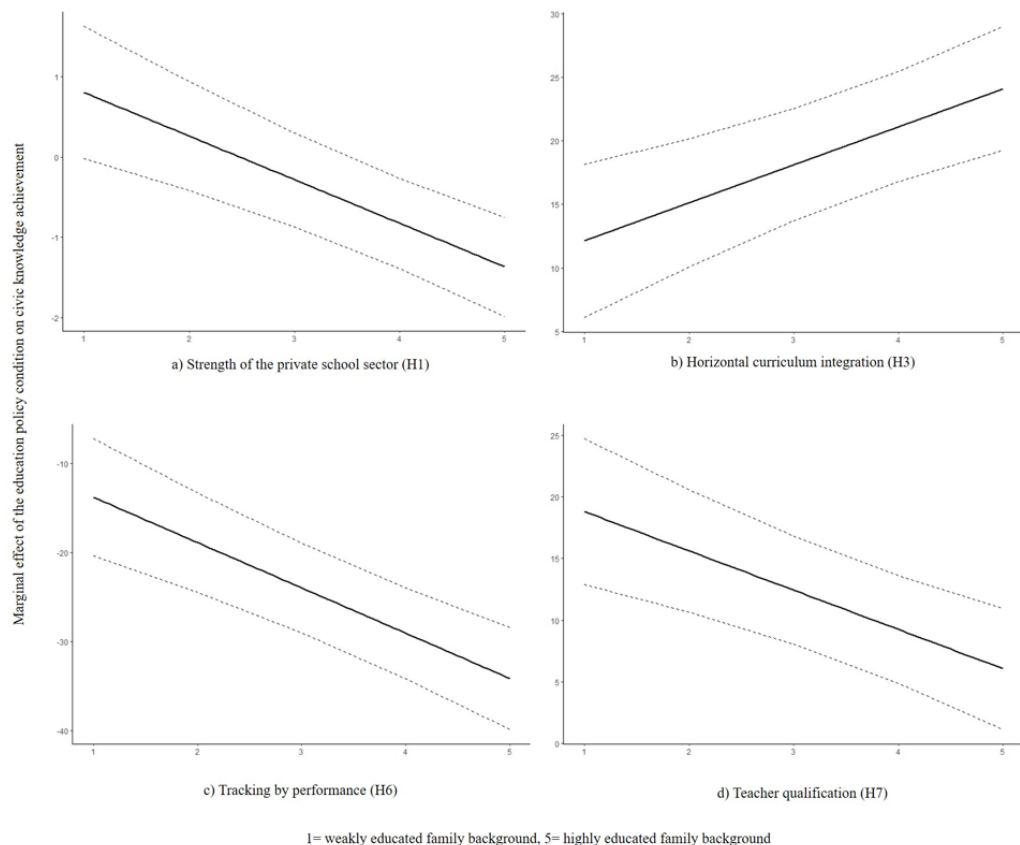 Marginal effect of the education policy condition on civic knowledge achievement
1
0
-1
-2
1 2 3 4 5
a) Strength of the private school sector (H1)
30
25
20
15
10
5
1 2 3 4 5
b) Horizontal curriculum integration (H3)
-10
-20
-30
-40
1 2 3 4 5
c) Tracking by performance (H6)
25
20
15
10
5
0
1 2 3 4 5
d) Teacher qualification (H7)
1= weakly educated family background, 5= highly educated family background